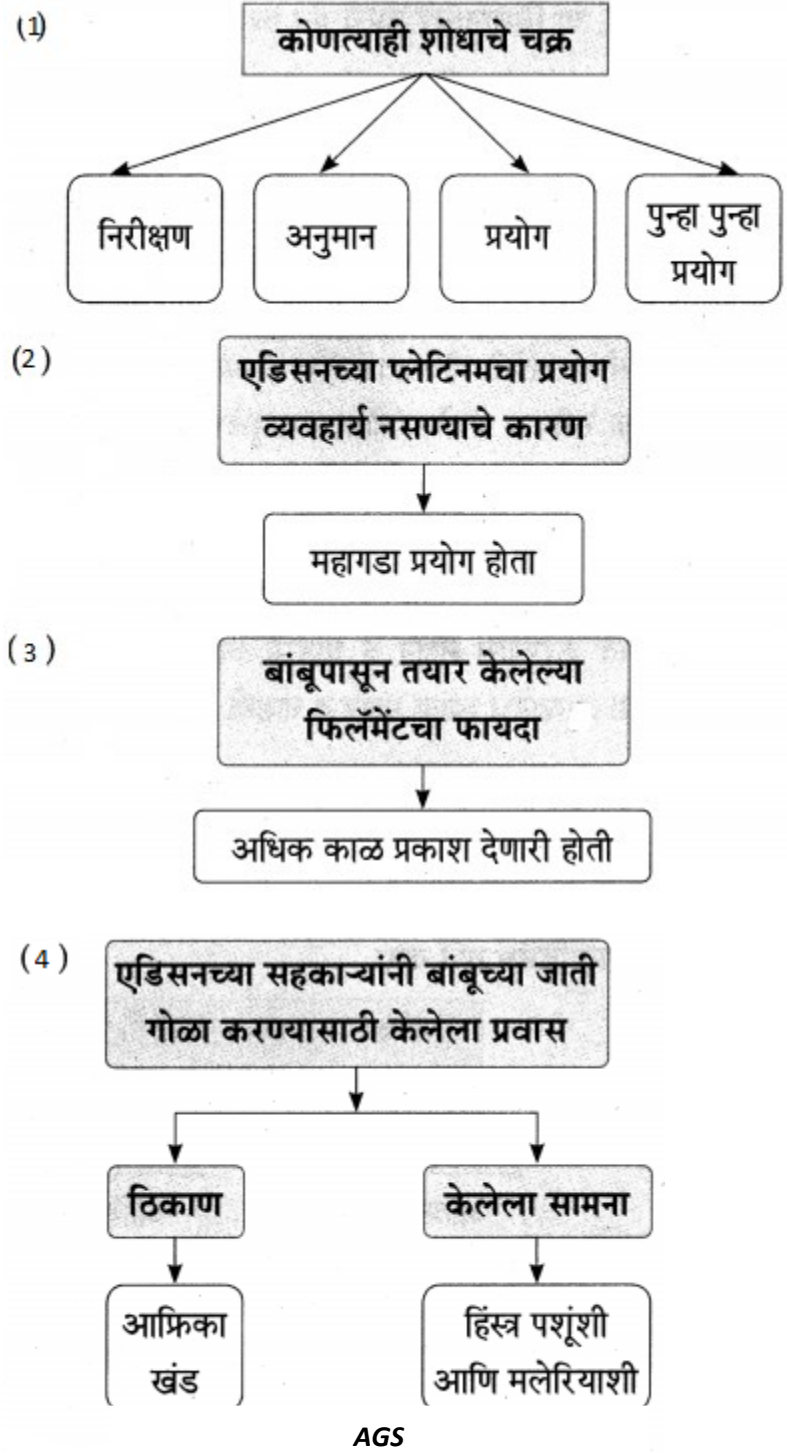 (1)
कोणत्याही शोधाचे चक्र
निरीक्षण
अनुमान
प्रयोग
पुन्हा पुन्हा
प्रयोग
(2)
एडिसनच्या प्लेटिनमचा प्रयोग
व्यवहार्य नसण्याचे कारण
महागडा प्रयोग होता
(3)
बांबूपासून तयार केलेल्या
फिलॅमेंटचा फायदा
अधिक काळ प्रकाश देणारी होती
(4)
एडिसनच्या सहकाऱ्यांनी बांबूच्या जाती
गोळा करण्यासाठी केलेला प्रवास
ठिकाण
केलेला सामना
आफ्रिका
खंड
हिंस्त्र पशूंशी
आणि मलेरियाशी
AGS